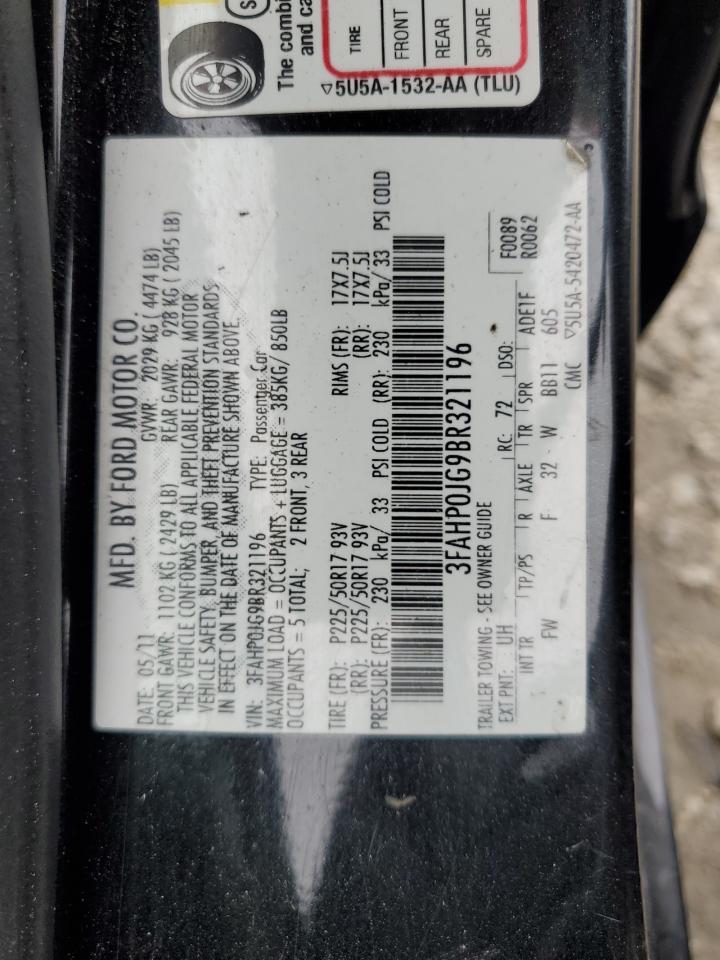 The combi
and ca
TIRE
FRONT
REAR
SPARE
▽5U5A-1532-AA (TLU)
MFD. BY FORD MOTOR CO.
DATE: 05/11 GVWR: 2029 KG (4474 LB)
FRONT GAWR: 1102 KG (2429 LB) REAR GAWR: 928 KG (2045 LB)
THIS VEHICLE CONFORMS TO ALL APPLICABLE FEDERAL MOTOR
VEHICLE SAFETY, BUMPER, AND THEFT PREVENTION STANDARDS
IN EFFECT ON THE DATE OF MANUFACTURE SHOWN ABOVE.
VIN: 3FAHP0JG9BR321196 TYPE: Passenger Car
MAXIMUM LOAD = OCCUPANTS + LUGGAGE = 385KG/ 850LB
OCCUPANTS = 5 TOTAL; 2 FRONT, 3 REAR
TIRE (FR): P225/50R17 93V RIMS (FR): 17X7.5J
(RR): P225/50R17 93V (RR): 17X7.5J
PRESSURE (FR): 230 kPa/ 33 PSI COLD (RR): 230 kPa/ 33 PSI COLD
3FAHP0JG9BR321196
TRAILER TOWING - SEE OWNER GUIDE
F0089
EXT PNT: UH RC: 72 DSO: R0062
INT TR TP/PS R AXLE TR SPR ADE1F
FW F 32 W BB11 605
CMC ▽5U5A-5420472-AA